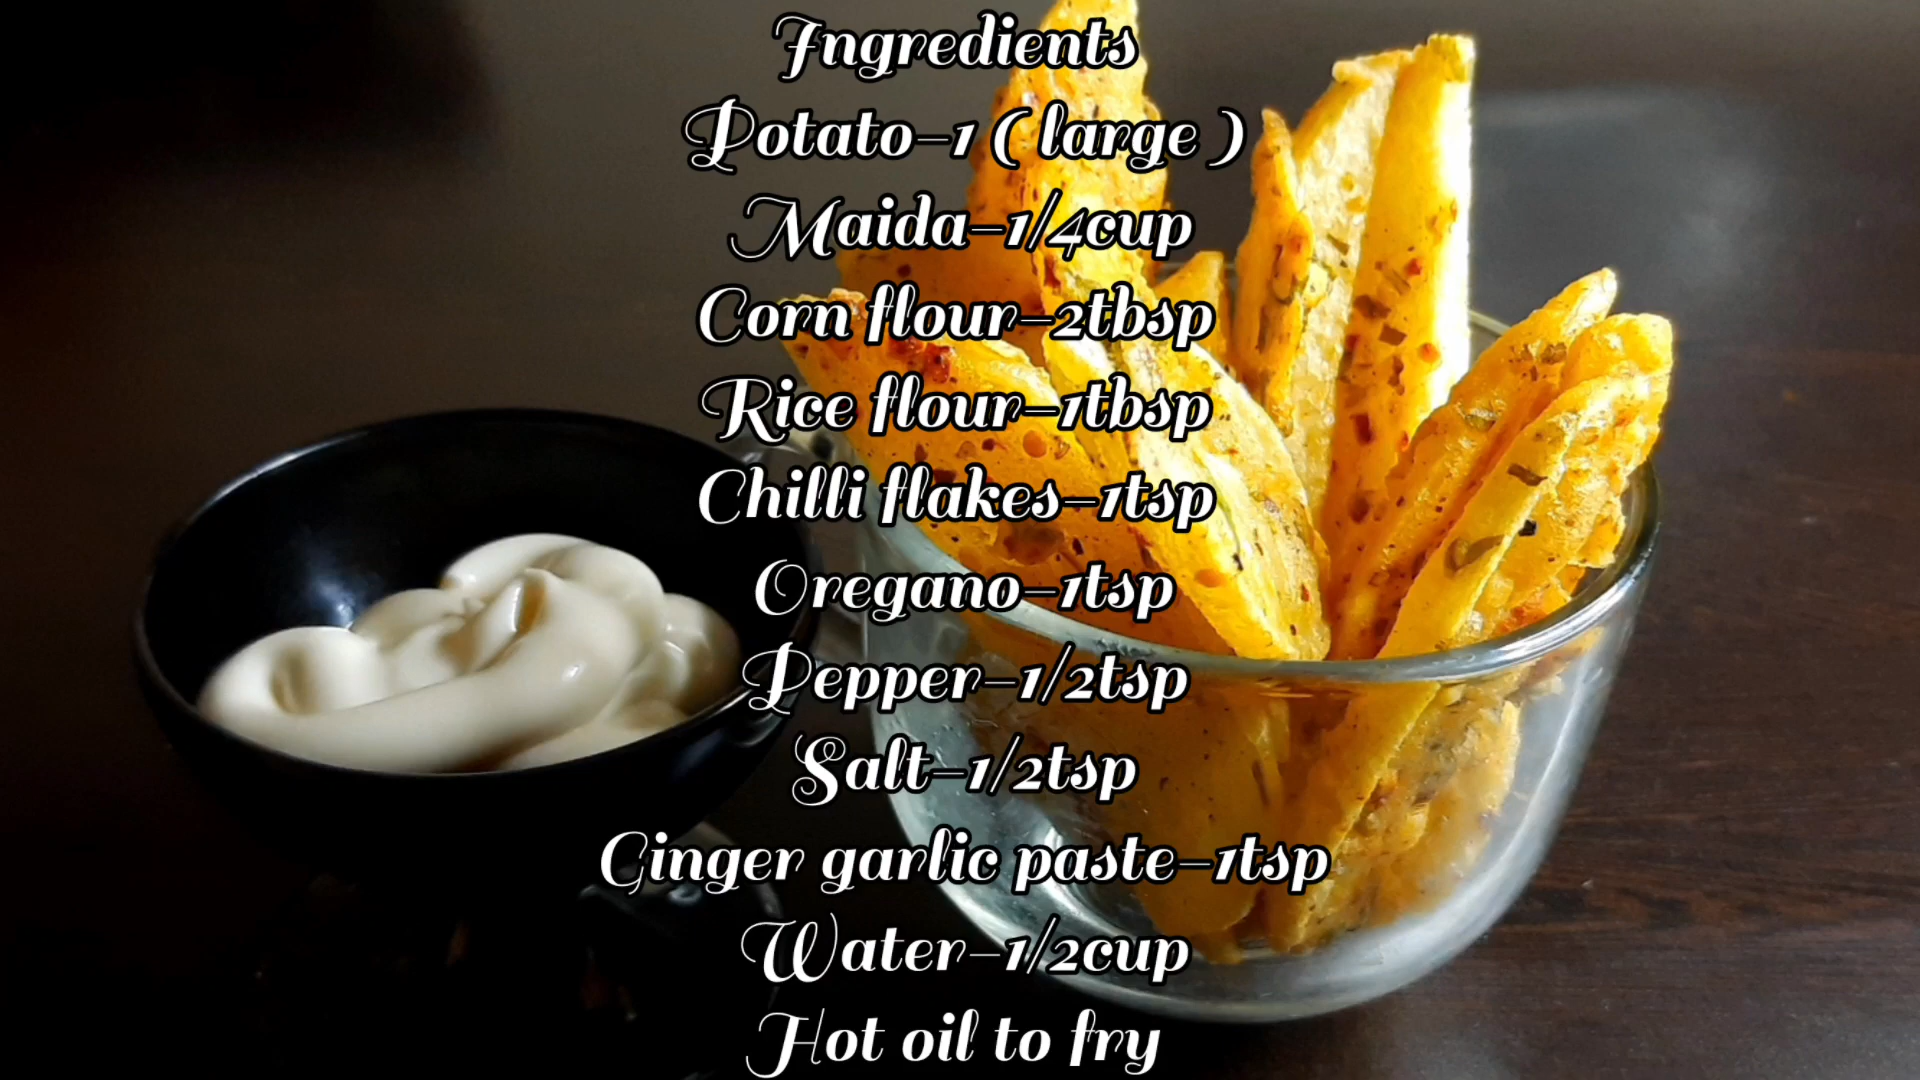 Ingredients
Potato-1 ( large )
Maida-1/4cup
Corn flour-2tbsp
Rice flour-1tbsp
Chilli flakes-1tsp
Oregano-1tsp
Pepper-1/2tsp
Salt-1/2tsp
Ginger garlic paste-1tsp
Water-1/2cup
Hot oil to fry